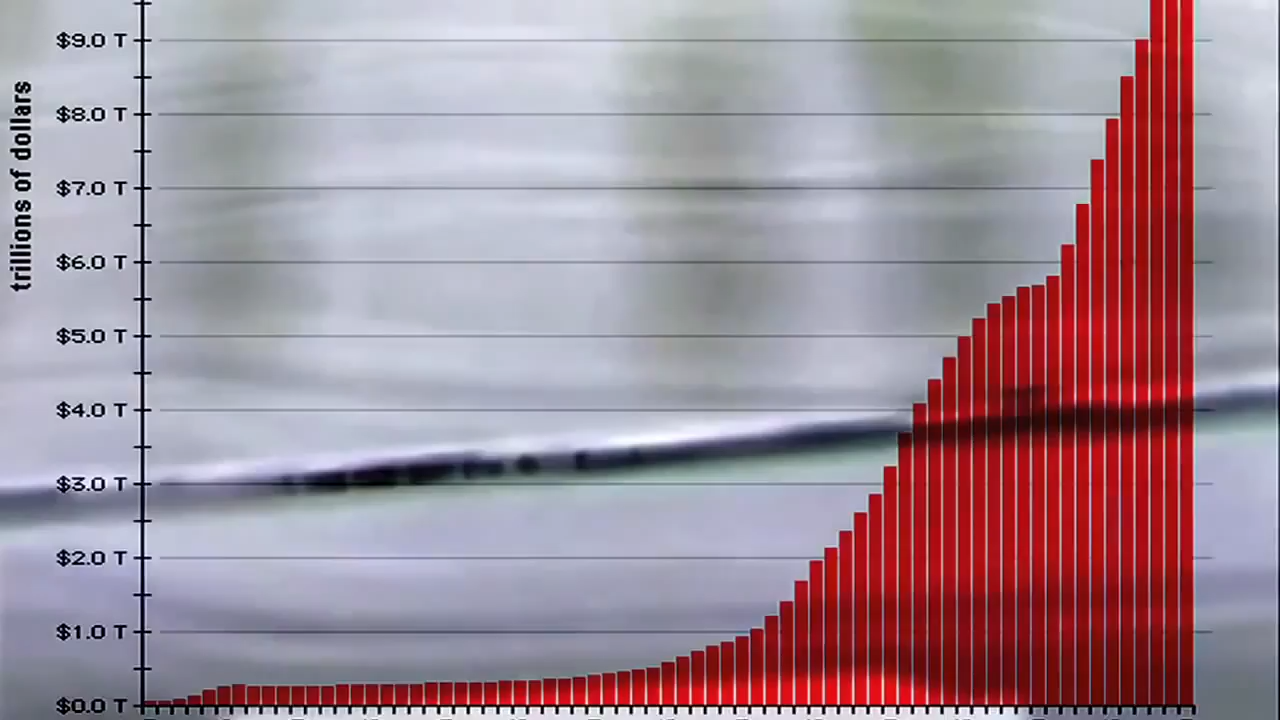 $9.0 T
$8.0 T
$7.0 T
$6.0 T
$5.0 T
$4.0 T
$3.0 T
$2.0 T
$1.0 T
$0.0 T
trillions of dollars